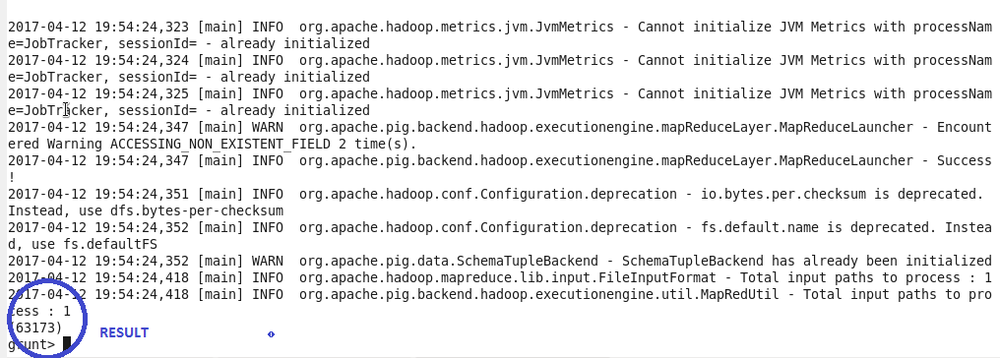 2017-04-12 19:54:24,323 [main] INFO  org.apache.hadoop.metrics.jvm.JvmMetrics - Cannot initialize JVM Metrics with processNam
e=JobTracker, sessionId= - already initialized
2017-04-12 19:54:24,324 [main] INFO  org.apache.hadoop.metrics.jvm.JvmMetrics - Cannot initialize JVM Metrics with processNam
e=JobTracker, sessionId= - already initialized
2017-04-12 19:54:24,325 [main] INFO  org.apache.hadoop.metrics.jvm.JvmMetrics - Cannot initialize JVM Metrics with processNam
e=JobTracker, sessionId= - already initialized
2017-04-12 19:54:24,347 [main] WARN  org.apache.pig.backend.hadoop.executionengine.mapReduceLayer.MapReduceLauncher - Encount
ered Warning ACCESSING_NON_EXISTENT_FIELD 2 time(s).
2017-04-12 19:54:24,347 [main] INFO  org.apache.pig.backend.hadoop.executionengine.mapReduceLayer.MapReduceLauncher - Success
!
2017-04-12 19:54:24,351 [main] INFO  org.apache.hadoop.conf.Configuration.deprecation - io.bytes.per.checksum is deprecated.
Instead, use dfs.bytes-per-checksum
2017-04-12 19:54:24,352 [main] INFO  org.apache.hadoop.conf.Configuration.deprecation - fs.default.name is deprecated. Instea
d, use fs.defaultFS
2017-04-12 19:54:24,352 [main] WARN  org.apache.pig.data.SchemaTupleBackend - SchemaTupleBackend has already been initialized
2017-04-12 19:54:24,418 [main] INFO  org.apache.hadoop.mapreduce.lib.input.FileInputFormat - Total input paths to process : 1
2017-04-12 19:54:24,418 [main] INFO  org.apache.pig.backend.hadoop.executionengine.util.MapRedUtil - Total input paths to pro
cess : 1
(63173)
RESULT
grunt>